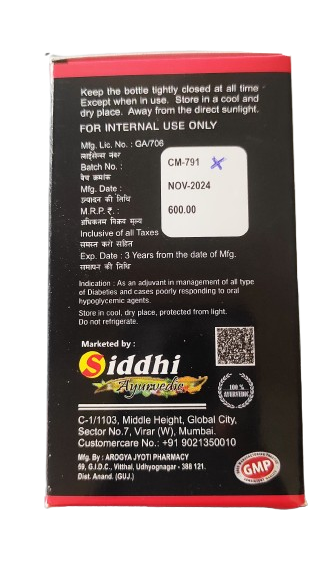 Keep the bottle tightly closed at all time
Except when in use. Store in a cool and
dry place. Away from the direct sunlight.
FOR INTERNAL USE ONLY
Mfg. Lic. No. : GA/706
लाईसेन्स नंबर
Batch No. : CM-791
बैच क्रमांक
Mfg. Date : NOV-2024
उत्पादन की तिथि
M.R.P. ₹. : 600.00
अधिकतम विक्रय मूल्य
Inclusive of all Taxes
समस्त करो सहित
Exp. Date : 3 Years from the date of Mfg.
समापन की तिथि
Indication : As an adjuvant in management of all type
of Diabeties and cases poorly responding to oral
hypoglycemic agents.
Store in cool, dry place, protected from light.
Do not refrigerate.
Marketed by :
Siddhi
Ayurvedic
100 %
AYURVEDIC
C-1/1103, Middle Height, Global City,
Sector No.7, Virar (W), Mumbai.
Customercare No.: +91 9021350010
Mfg. By : AROGYA JYOTI PHARMACY
59, G.I.D.C., Vitthal Udhyognagar - 388 121.
Dist. Anand. (GUJ.)
GMP